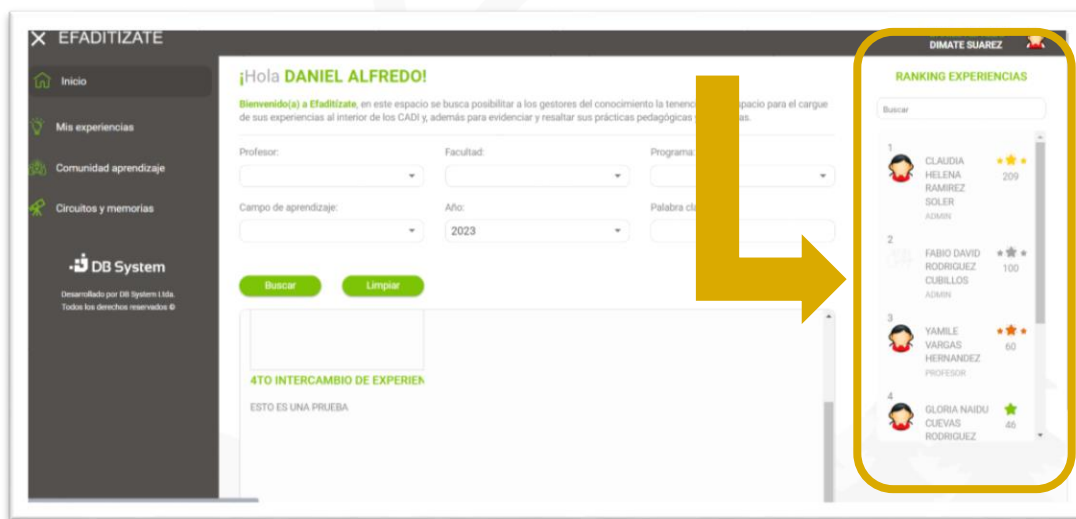 EFADITIZATE
DIMATE SUAREZ
Inicio
Mis experiencias
Comunidad aprendizaje
Circuitos y memorias
DB System
Desarrollado por DB System Ltda.
Todos los derechos reservados ©
¡Hola DANIEL ALFREDO!
Bienvenido(a) a Efaditízate, en este espacio se busca posibilitar a los gestores del conocimiento la pacio para el cargue
de sus experiencias al interior de los CADI y, además para evidenciar y resaltar sus prácticas pedagógicas
Profesor:
Facultad:
Programa:
Campo de aprendizaje:
Año:
Palabra
2023
Buscar
Limpiar
4TO INTERCAMBIO DE EXPERIEN
ESTO ES UNA PRUEBA
RANKING EXPERIENCIAS
Buscar
1
CLAUDIA
HELENA
RAMIREZ
SOLER
ADMIN
209
2
FABIO DAVID
RODRIGUEZ
CUBILLOS
ADMIN
100
3
YAMILE
VARGAS
HERNANDEZ
PROFESOR
60
4
GLORIA NAIDU
CUEVAS
RODRIGUEZ
46